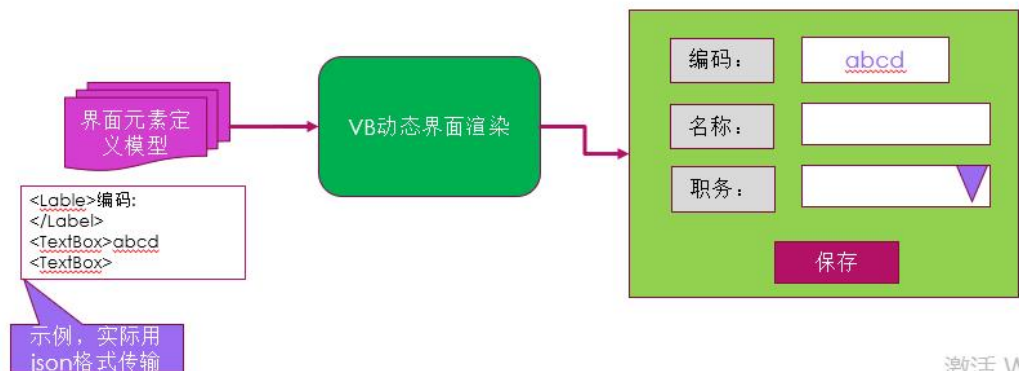 界面元素定
义模型
VB动态界面渲染
编码：
abcd
名称：
职务：
保存
<Lable>编码:
</Label>
<TextBox>abcd
<TextBox>
示例，实际用
json格式传输
激活 W